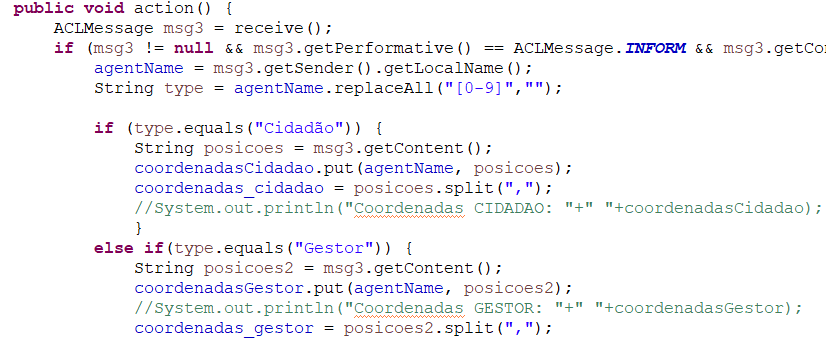 public void action() {
ACLMessage msg3 = receive();
if (msg3 != null && msg3.getPerformative() == ACLMessage.INFORM && msg3.getCo
agentName = msg3.getSender().getLocalName();
String type = agentName.replaceAll("[0-9]","");
if (type.equals("Cidadão")) {
String posicoes = msg3.getContent();
coordenadasCidadao.put(agentName, posicoes);
coordenadas_cidadao = posicoes.split(",");
//System.out.println("Coordenadas CIDADAO: "+" "+coordenadasCidadao);
}
else if(type.equals("Gestor")) {
String posicoes2 = msg3.getContent();
coordenadasGestor.put(agentName, posicoes2);
//System.out.println("Coordenadas GESTOR: "+" "+coordenadasGestor);
coordenadas_gestor = posicoes2.split(",");